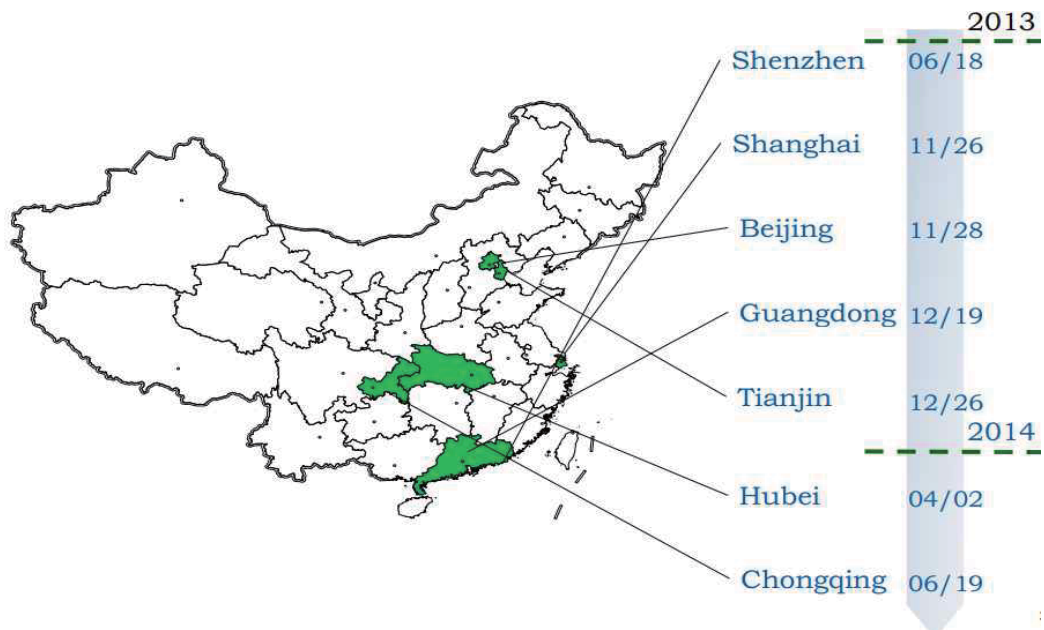 2013
Shenzhen 06/18
Shanghai 11/26
Beijing 11/28
Guangdong 12/19
Tianjin 12/26
2014
Hubei 04/02
Chongqing 06/19